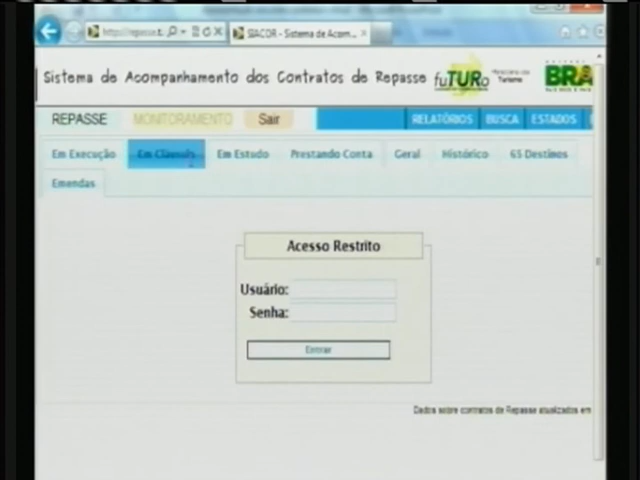 SIACOR - Sistema de Acom...
Sistema de Acompanhamento dos Contratos de Repasse
fuTURo
Turismo
BRA
REPASSE MONITORAMENTO Sair RELATÓRIOS BUSCA ESTADOS
Em Execução Em Cláusula Em Estudo Prestando Conta Geral Histórico 65 Destinos
Emendas
Acesso Restrito
Usuário:
Senha:
Entrar
Dados sobre contratos de Repasse atualizados em